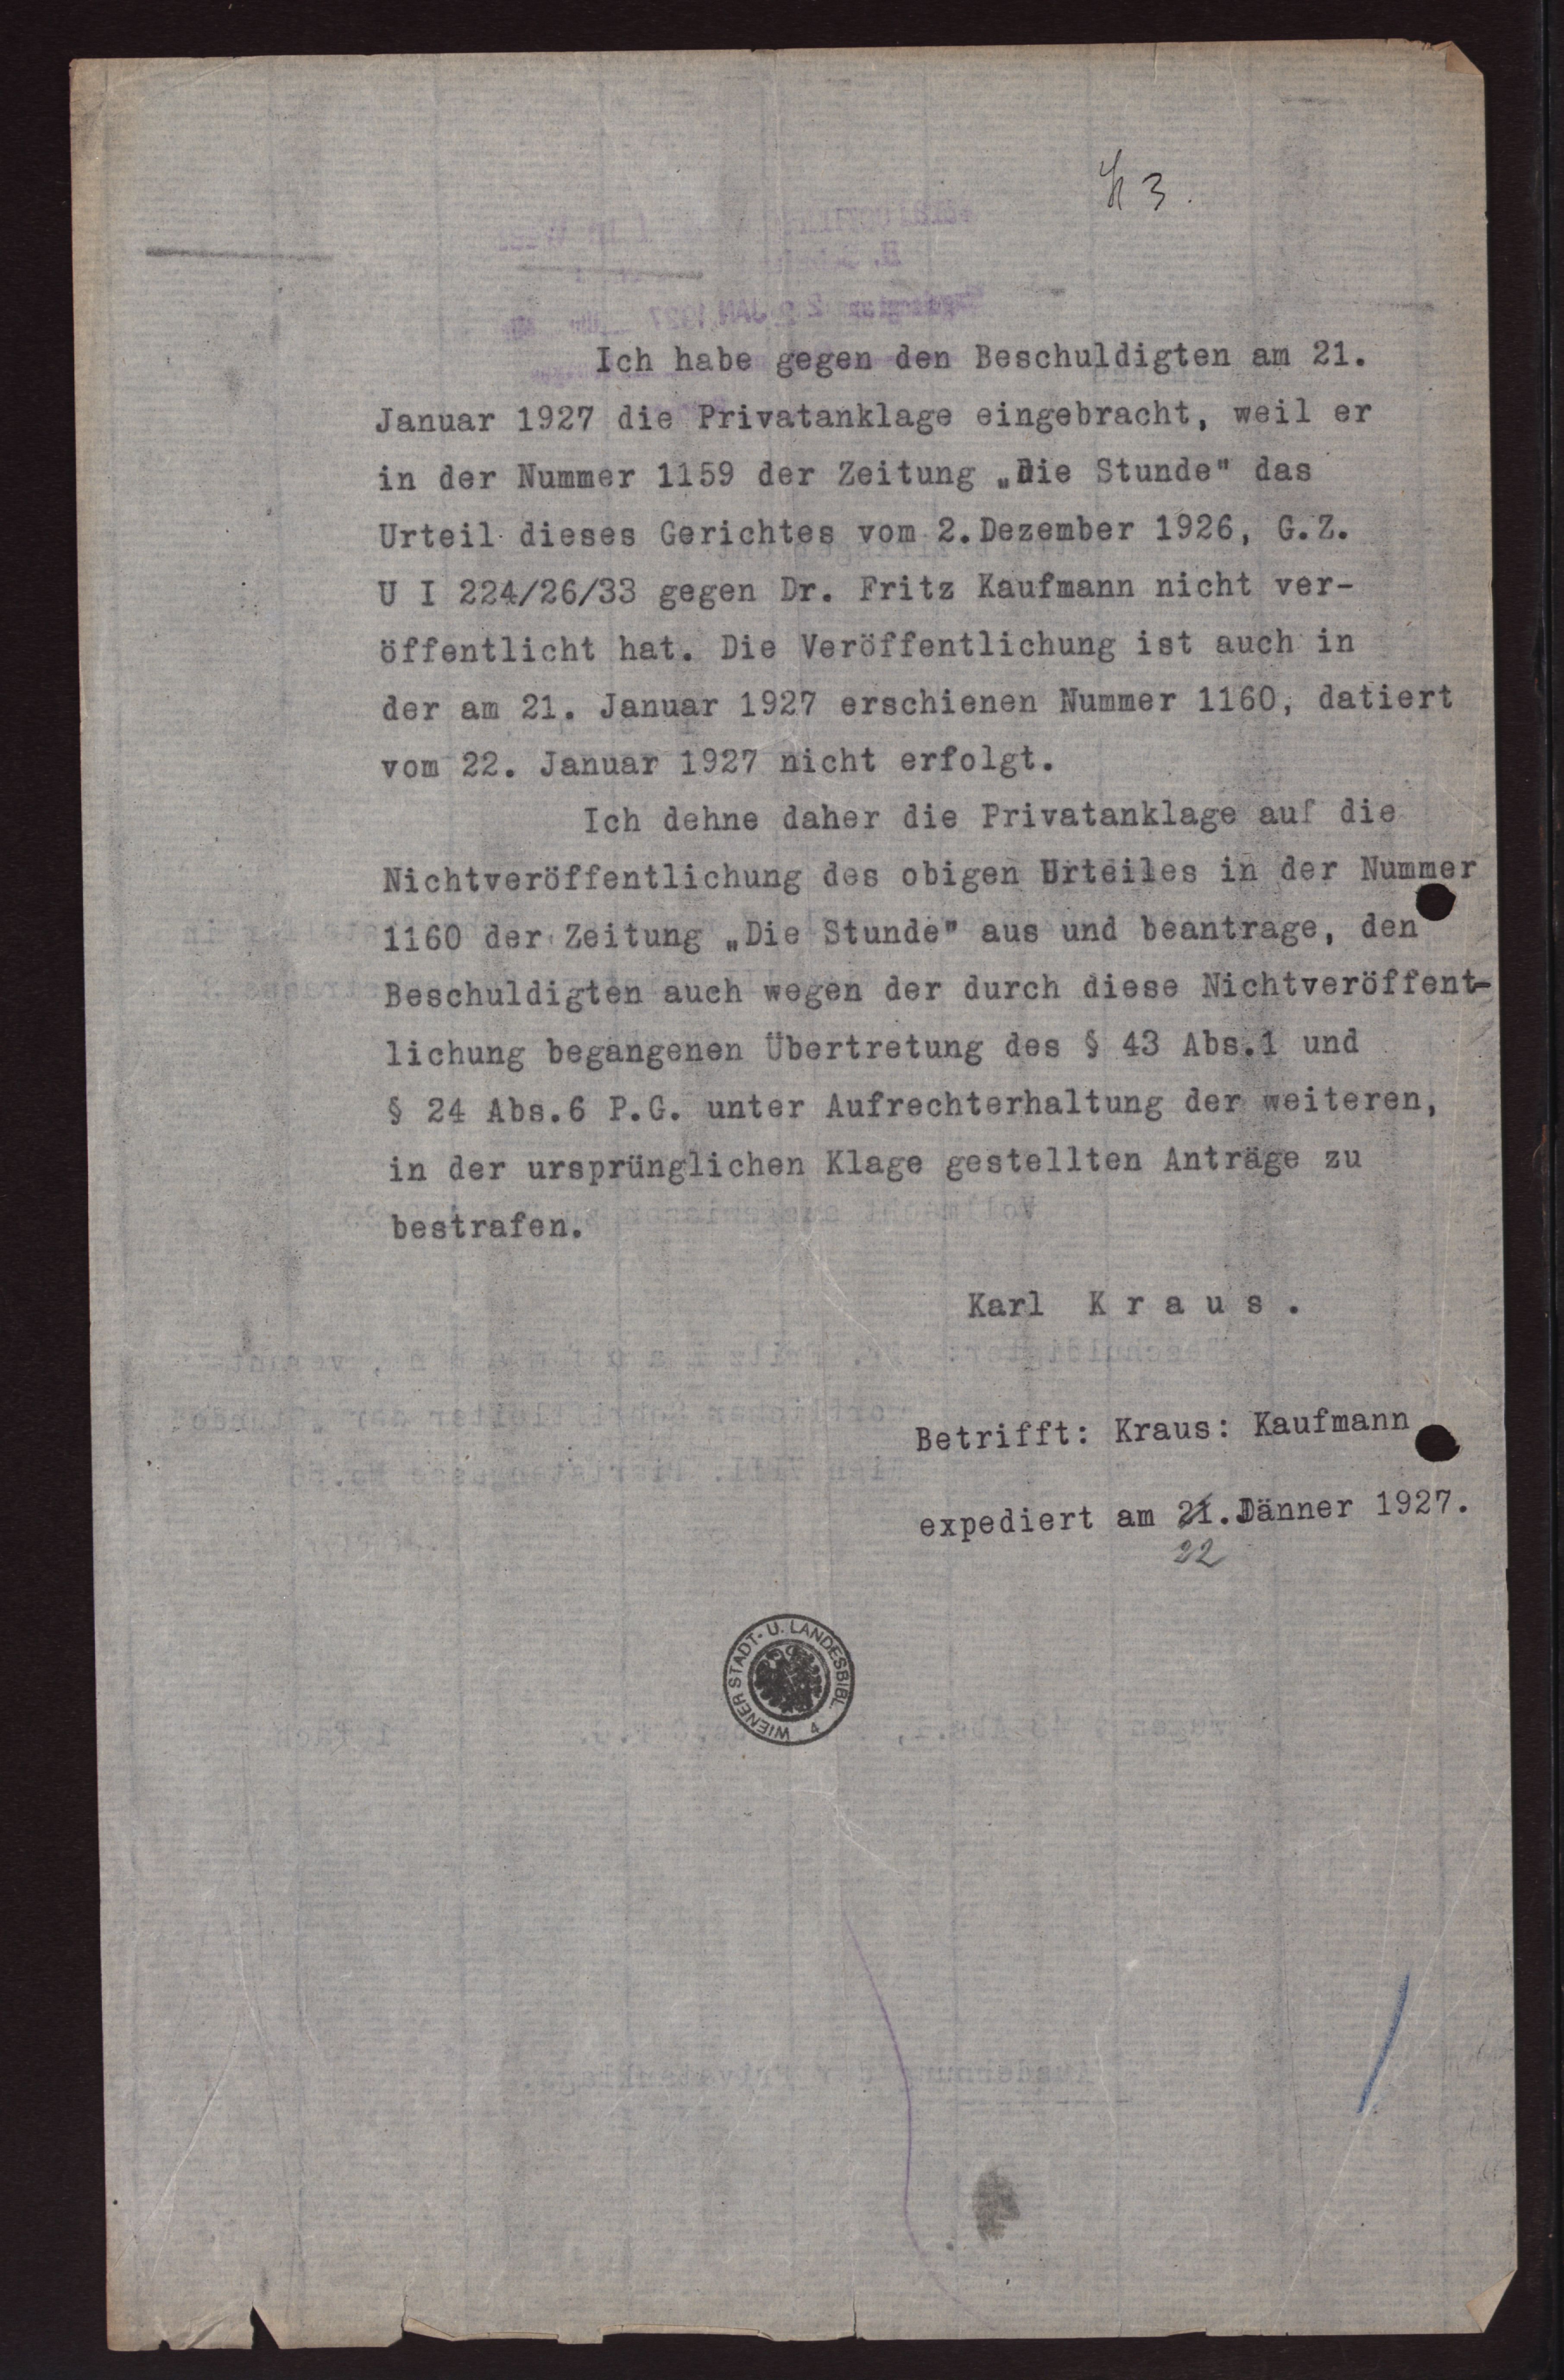 3.
Ich habe gegen den Beschuldigten am 21.
Januar 1927 die Privatanklage eingebracht, weil er
in der Nummer 1159 der Zeitung „Die Stunde" das
Urteil dieses Gerichtes vom 2.Dezember 1926, G.Z.
U I 224/26/33 gegen Dr. Fritz Kaufmann nicht ver-
öffentlicht hat. Die Veröffentlichung ist auch in
der am 21. Januar 1927 erschienen Nummer 1160, datiert
vom 22. Januar 1927 nicht erfolgt.
Ich dehne daher die Privatanklage auf die
Nichtveröffentlichung des obigen Urteiles in der Nummer
1160 der Zeitung „Die Stunde" aus und beantrage, den
Beschuldigten auch wegen der durch diese Nichtveröffent-
lichung begangenen Übertretung des § 43 Abs.1 und
§ 24 Abs.6 P.G. unter Aufrechterhaltung der weiteren,
in der ursprünglichen Klage gestellten Anträge zu
bestrafen.
Karl K r a u s .
Betrifft: Kraus: Kaufmann
expediert am 21.Jänner 1927.
22
WIENER STADT- U. LANDESBIBL. 4